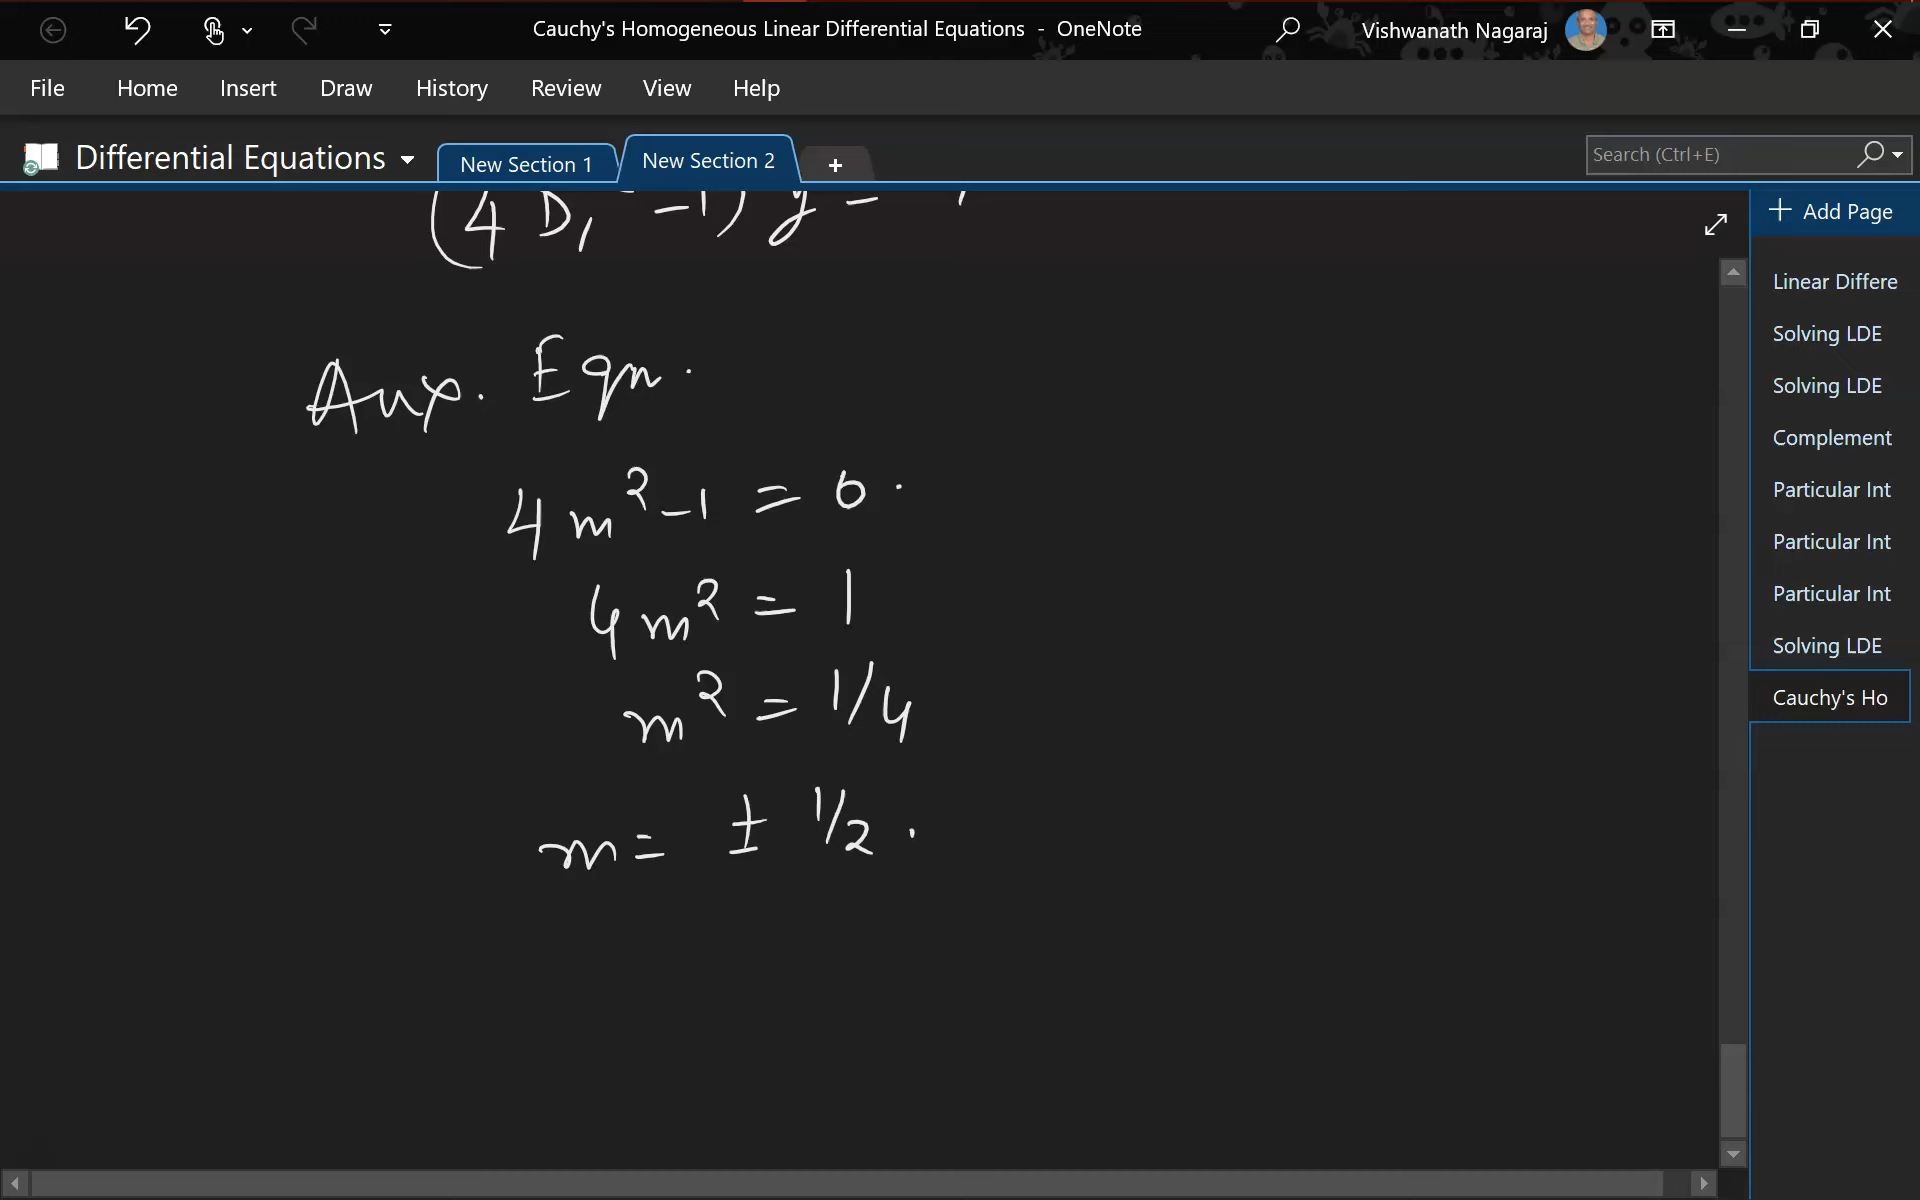 Cauchy's Homogeneous Linear Differential Equations - OneNote
Vishwanath Nagaraj
File Home Insert Draw History Review View Help
Differential Equations
New Section 1
New Section 2
+
Search (Ctrl+E)
+ Add Page
Linear Differe
Solving LDE
Solving LDE
Complement
Particular Int
Particular Int
Particular Int
Solving LDE
Cauchy's Ho
(4 D₁ -1) y =
Aux. Eqn.
4m² -1 = 0.
4m² = 1
m² = 1/4
m = ± 1/2.